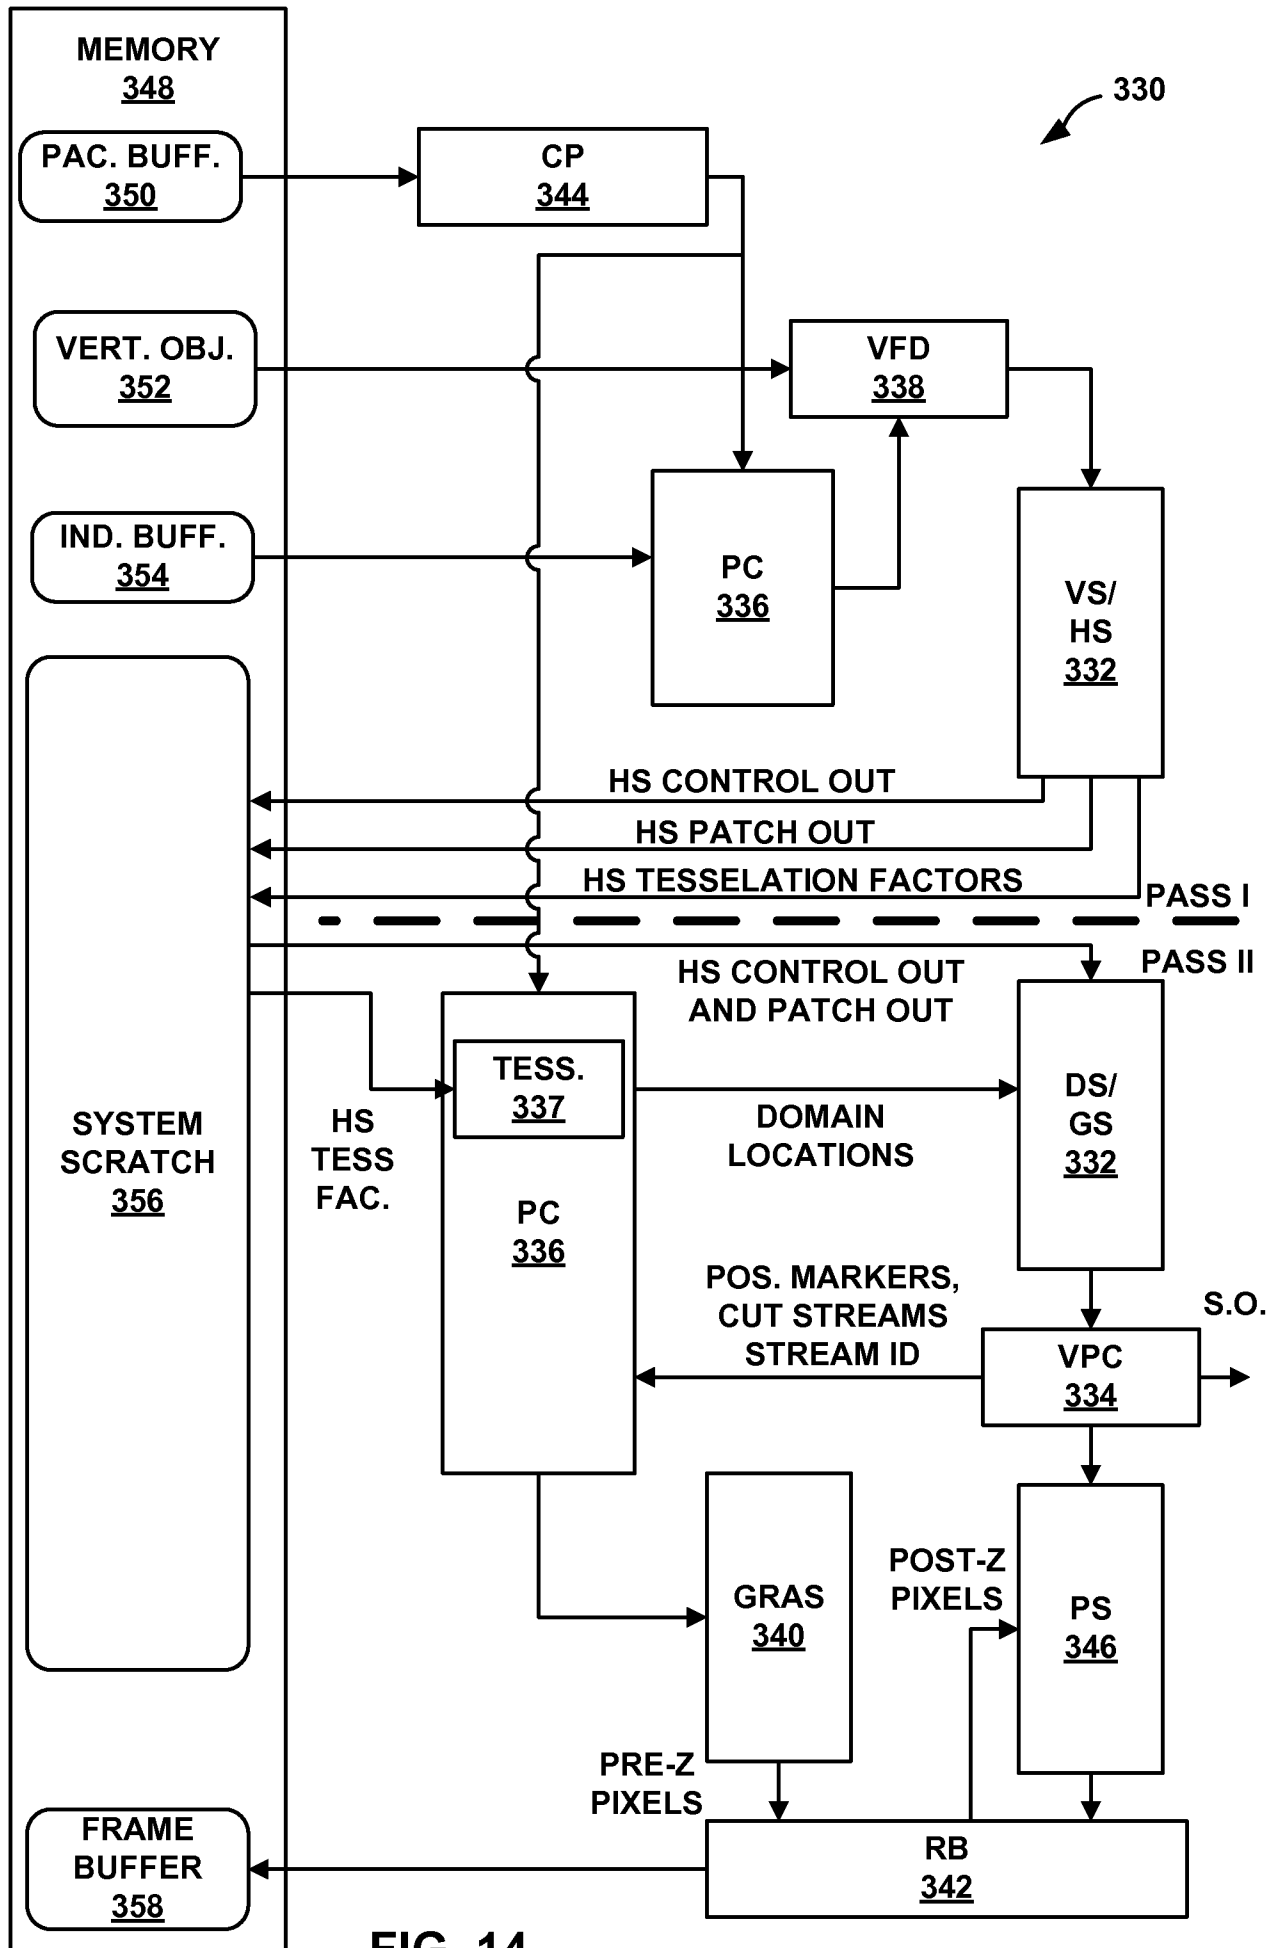 MEMORY
348
330
PAC. BUFF.
350
CP
344
VERT. OBJ.
352
VFD
338
IND. BUFF.
354
PC
336
VS/
HS
332
HS CONTROL OUT
HS PATCH OUT
HS TESSELATION FACTORS
PASS I
PASS II
HS CONTROL OUT
AND PATCH OUT
TESS.
337
DS/
GS
332
DOMAIN
LOCATIONS
SYSTEM
SCRATCH
356
HS
TESS
FAC.
PC
336
POS. MARKERS,
CUT STREAMS
STREAM ID
S.O.
VPC
334
GRAS
340
POST-Z
PIXELS
PS
346
PRE-Z
PIXELS
FRAME
BUFFER
358
RB
342
FIG. 14